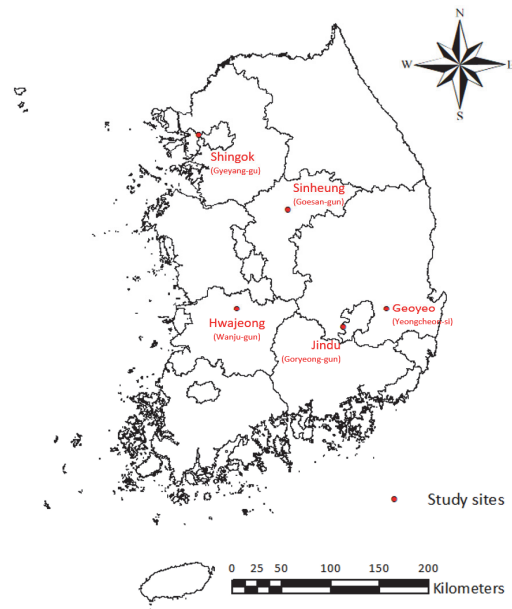 N
W E
S
Shingok
(Gyeyang-gu)
Sinheung
(Goesan-gun)
Geoyeo
(Yeongcheon-si)
Hwajeong
(Wanju-gun)
Jindu
(Goryeong-gun)
Study sites
0 25 50 100 150 200
Kilometers